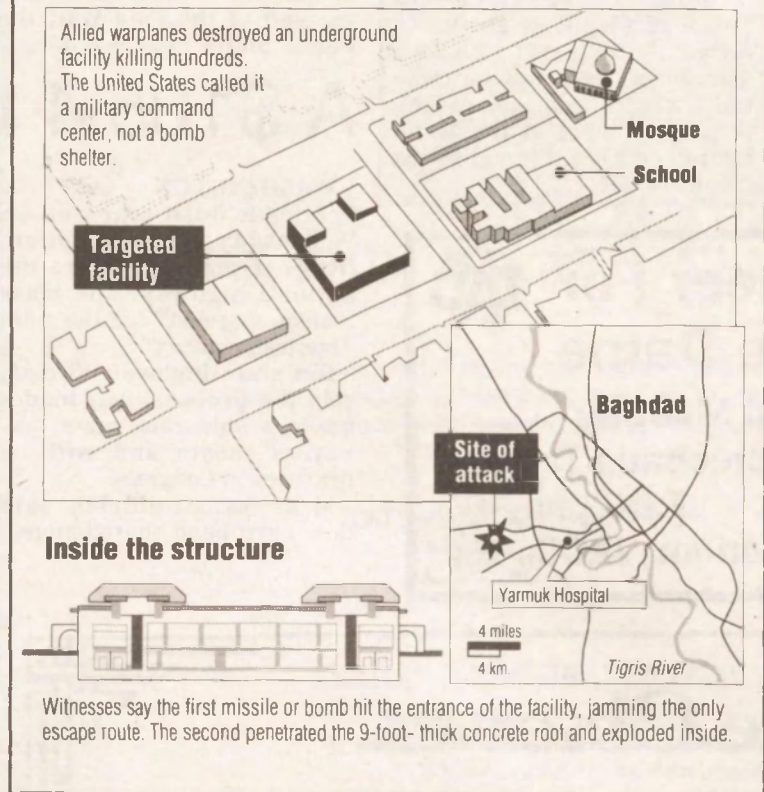 Allied warplanes destroyed an underground
facility killing hundreds.
The United States called it
a military command
center, not a bomb
shelter.
Mosque
School
Targeted
facility
Baghdad
Site of
attack
Yarmuk Hospital
4 miles
4 km.
Tigris River
Inside the structure
Witnesses say the first missile or bomb hit the entrance of the facility, jamming the only
escape route. The second penetrated the 9-foot- thick concrete roof and exploded inside.